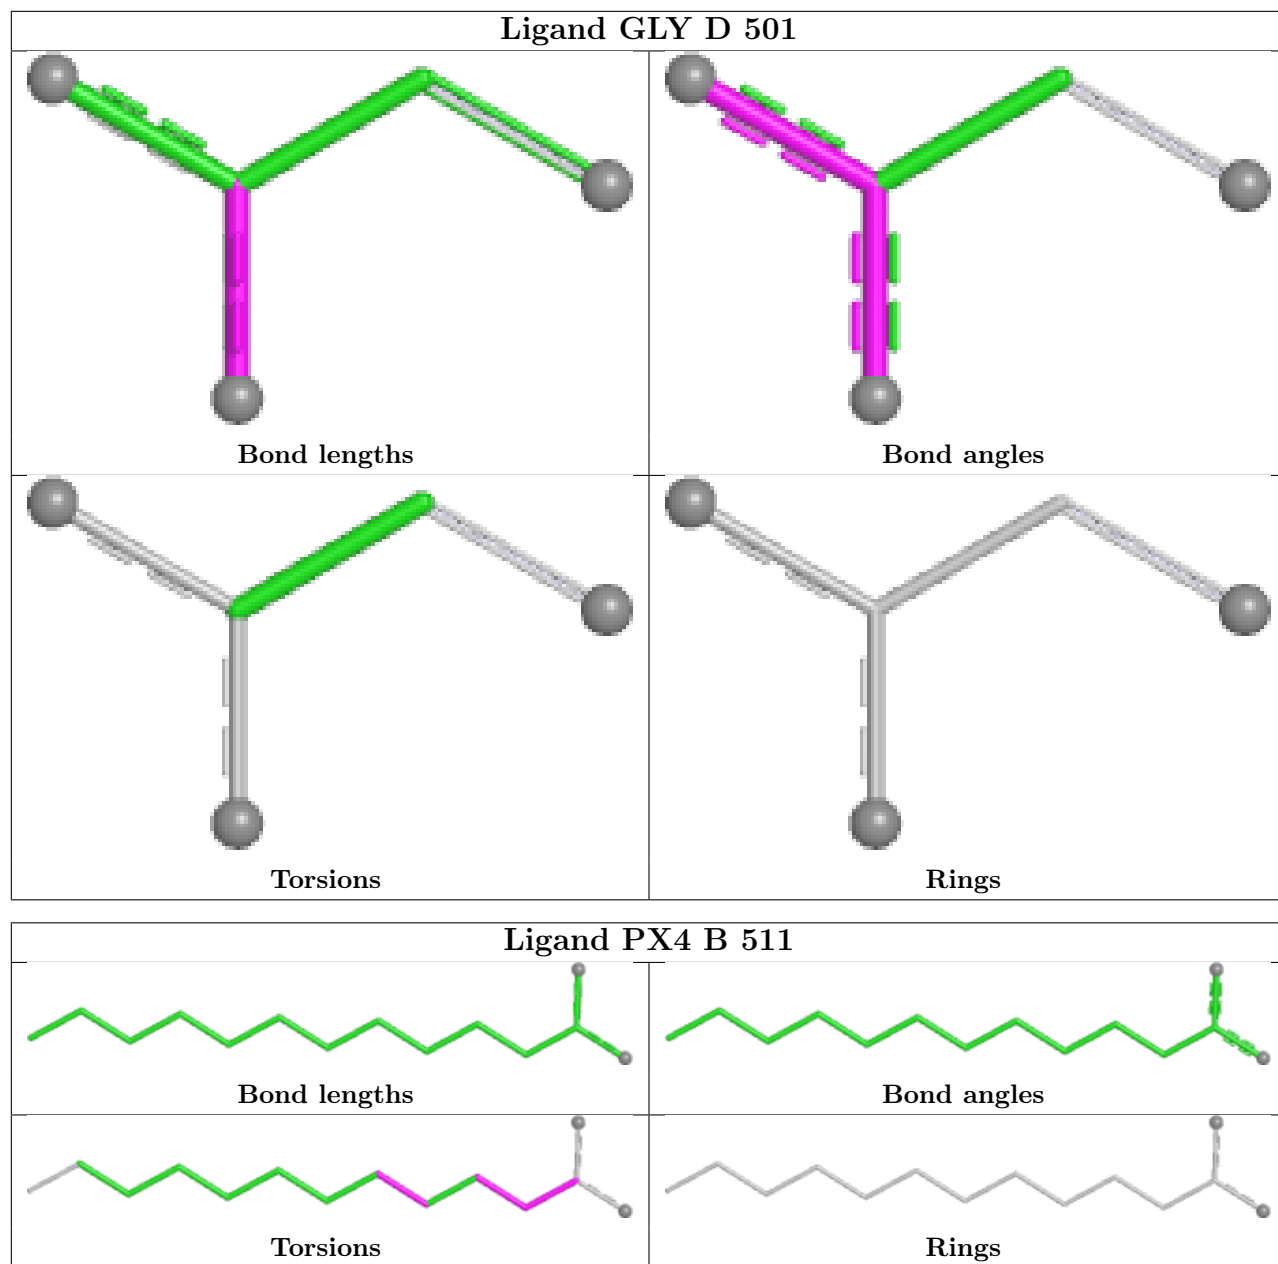 Ligand GLY D 501
Bond lengths
Bond angles
Torsions
Rings
Ligand PX4 B 511
Bond lengths
Bond angles
Torsions
Rings